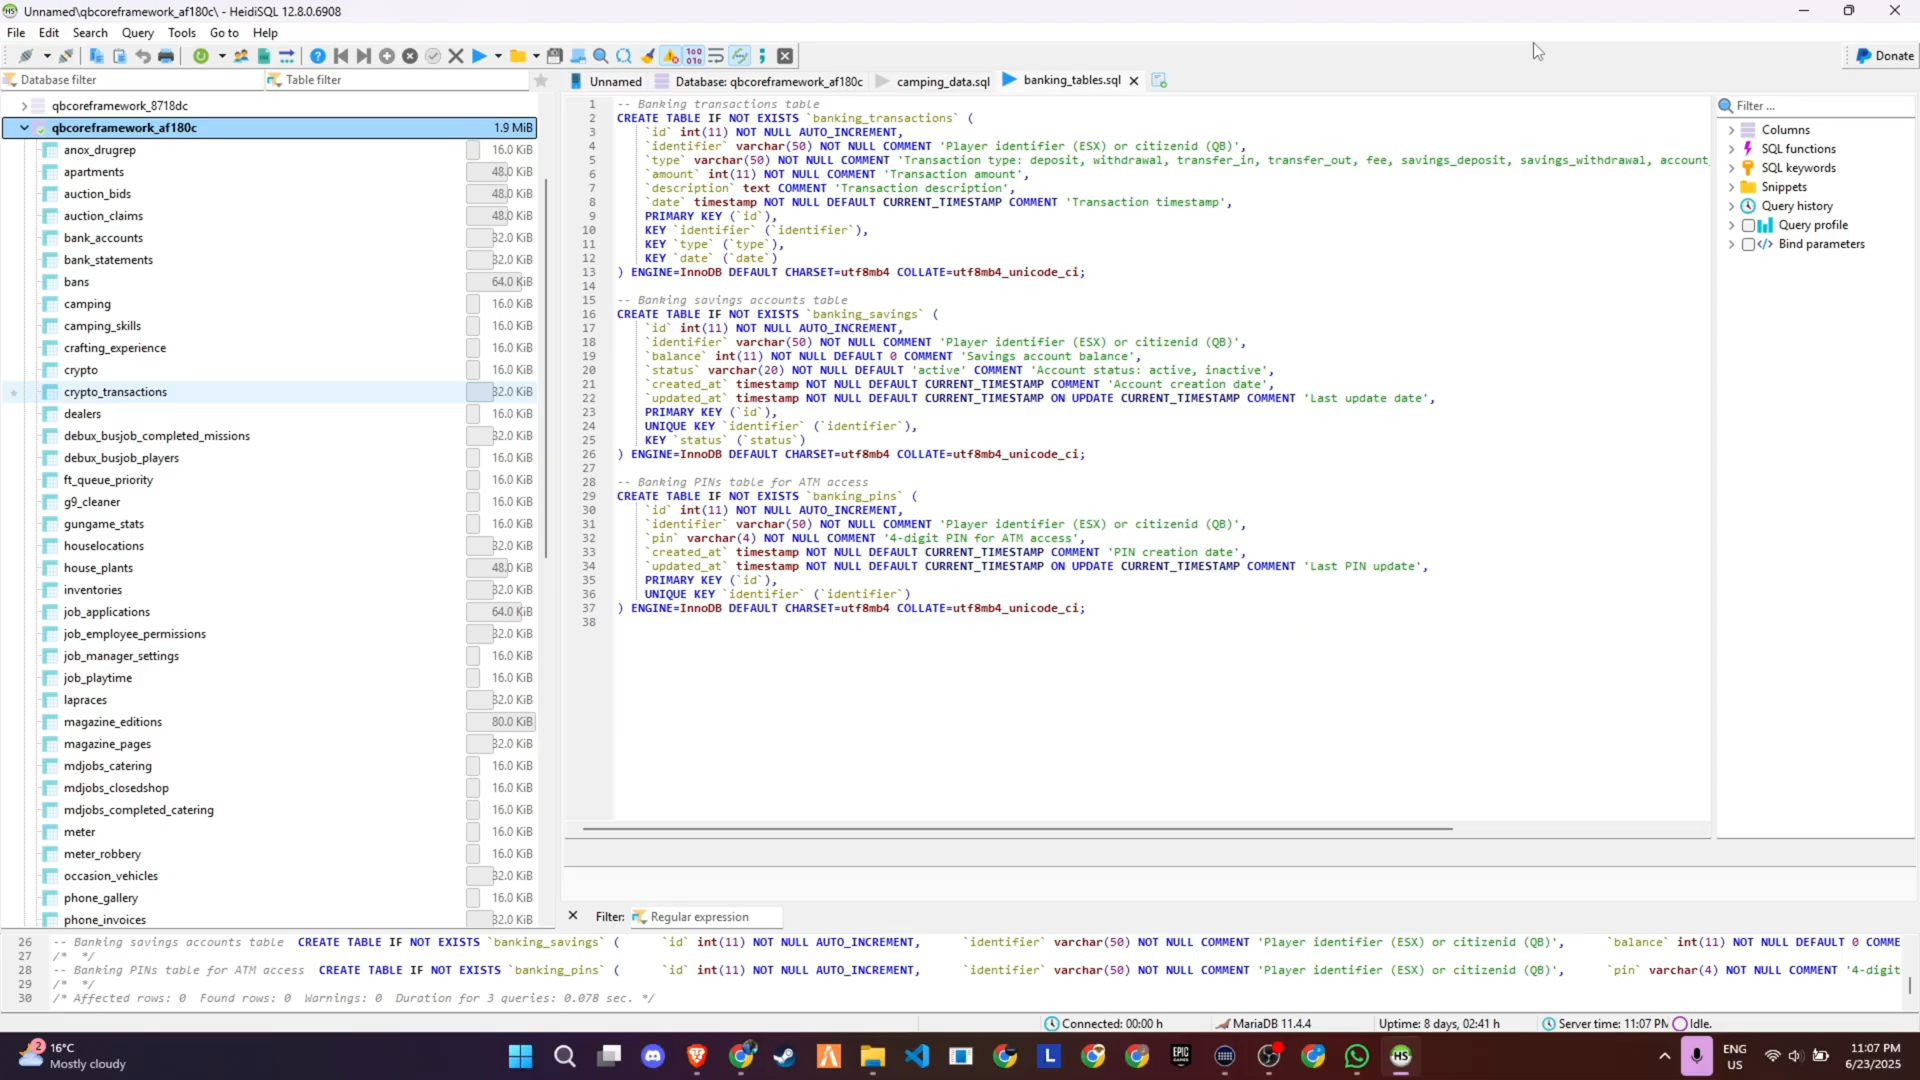 Unnamed\qbcoreframework_af180c\ - HeidiSQL 12.8.0.6908
File Edit Search Query Tools Go to Help
Donate
Database filter
Table filter
Unnamed
Database: qbcoreframework_af180c
camping_data.sql
banking_tables.sql
qbcoreframework_8718dc
qbcoreframework_af180c 1.9 MiB
anox_drugrep 16.0 KiB
apartments 48.0 KiB
auction_bids 48.0 KiB
auction_claims 48.0 KiB
bank_accounts 32.0 KiB
bank_statements 32.0 KiB
bans 64.0 KiB
camping 16.0 KiB
camping_skills 16.0 KiB
crafting_experience 16.0 KiB
crypto 16.0 KiB
crypto_transactions 32.0 KiB
dealers 16.0 KiB
debux_busjob_completed_missions 32.0 KiB
debux_busjob_players 16.0 KiB
ft_queue_priority 16.0 KiB
g9_cleaner 16.0 KiB
gungame_stats 16.0 KiB
houselocations 32.0 KiB
house_plants 48.0 KiB
inventories 32.0 KiB
job_applications 64.0 KiB
job_employee_permissions 32.0 KiB
job_manager_settings 16.0 KiB
job_playtime 16.0 KiB
lapraces 32.0 KiB
magazine_editions 80.0 KiB
magazine_pages 32.0 KiB
mdjobs_catering 16.0 KiB
mdjobs_closedshop 16.0 KiB
mdjobs_completed_catering 16.0 KiB
meter 16.0 KiB
meter_robbery 16.0 KiB
occasion_vehicles 32.0 KiB
phone_gallery 16.0 KiB
phone_invoices 32.0 KiB
1 -- Banking transactions table
2 CREATE TABLE IF NOT EXISTS `banking_transactions` (
3 `id` int(11) NOT NULL AUTO_INCREMENT,
4 `identifier` varchar(50) NOT NULL COMMENT 'Player identifier (ESX) or citizenid (QB)',
5 `type` varchar(50) NOT NULL COMMENT 'Transaction type: deposit, withdrawal, transfer_in, transfer_out, fee, savings_deposit, savings_withdrawal, account_
6 `amount` int(11) NOT NULL COMMENT 'Transaction amount',
7 `description` text COMMENT 'Transaction description',
8 `date` timestamp NOT NULL DEFAULT CURRENT_TIMESTAMP COMMENT 'Transaction timestamp',
9 PRIMARY KEY (`id`),
10 KEY `identifier` (`identifier`),
11 KEY `type` (`type`),
12 KEY `date` (`date`)
13 ) ENGINE=InnoDB DEFAULT CHARSET=utf8mb4 COLLATE=utf8mb4_unicode_ci;
14
15 -- Banking savings accounts table
16 CREATE TABLE IF NOT EXISTS `banking_savings` (
17 `id` int(11) NOT NULL AUTO_INCREMENT,
18 `identifier` varchar(50) NOT NULL COMMENT 'Player identifier (ESX) or citizenid (QB)',
19 `balance` int(11) NOT NULL DEFAULT 0 COMMENT 'Savings account balance',
20 `status` varchar(20) NOT NULL DEFAULT 'active' COMMENT 'Account status: active, inactive',
21 `created_at` timestamp NOT NULL DEFAULT CURRENT_TIMESTAMP COMMENT 'Account creation date',
22 `updated_at` timestamp NOT NULL DEFAULT CURRENT_TIMESTAMP ON UPDATE CURRENT_TIMESTAMP COMMENT 'Last update date',
23 PRIMARY KEY (`id`),
24 UNIQUE KEY `identifier` (`identifier`),
25 KEY `status` (`status`)
26 ) ENGINE=InnoDB DEFAULT CHARSET=utf8mb4 COLLATE=utf8mb4_unicode_ci;
27
28 -- Banking PINs table for ATM access
29 CREATE TABLE IF NOT EXISTS `banking_pins` (
30 `id` int(11) NOT NULL AUTO_INCREMENT,
31 `identifier` varchar(50) NOT NULL COMMENT 'Player identifier (ESX) or citizenid (QB)',
32 `pin` varchar(4) NOT NULL COMMENT '4-digit PIN for ATM access',
33 `created_at` timestamp NOT NULL DEFAULT CURRENT_TIMESTAMP COMMENT 'PIN creation date',
34 `updated_at` timestamp NOT NULL DEFAULT CURRENT_TIMESTAMP ON UPDATE CURRENT_TIMESTAMP COMMENT 'Last PIN update',
35 PRIMARY KEY (`id`),
36 UNIQUE KEY `identifier` (`identifier`)
37 ) ENGINE=InnoDB DEFAULT CHARSET=utf8mb4 COLLATE=utf8mb4_unicode_ci;
38
Filter ...
Columns
SQL functions
SQL keywords
Snippets
Query history
Query profile
Bind parameters
Filter: Regular expression
26 -- Banking savings accounts table CREATE TABLE IF NOT EXISTS `banking_savings` ( `id` int(11) NOT NULL AUTO_INCREMENT, `identifier` varchar(50) NOT NULL COMMENT 'Player identifier (ESX) or citizenid (QB)', `balance` int(11) NOT NULL DEFAULT 0 COMME
27 /* */
28 -- Banking PINs table for ATM access CREATE TABLE IF NOT EXISTS `banking_pins` ( `id` int(11) NOT NULL AUTO_INCREMENT, `identifier` varchar(50) NOT NULL COMMENT 'Player identifier (ESX) or citizenid (QB)', `pin` varchar(4) NOT NULL COMMENT '4-digit
29 /* */
30 /* Affected rows: 0 Found rows: 0 Warnings: 0 Duration for 3 queries: 0.078 sec. */
Connected: 00:00 h
MariaDB 11.4.4
Uptime: 8 days, 02:41 h
Server time: 11:07 PM
Idle.
2
16°C
Mostly cloudy
EPIC GAMES
L
HS
ENG
US
11:07 PM
6/23/2025